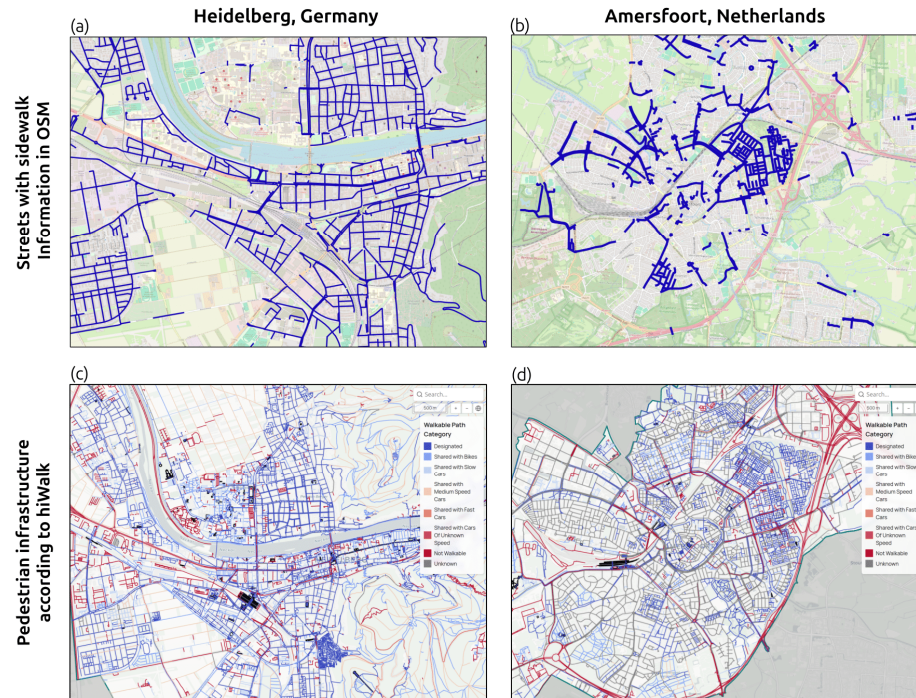 Heidelberg, Germany
Amersfoort, Netherlands
(a)
(b)
Streets with sidewalk
Information in OSM
(c)
(d)
Pedestrian infrastructure
according to hiWalk
Search...
500 m
+
−
Walkable Path
Category
Designated
Shared with Bikes
Shared with Slow
Cars
Shared with
Medium Speed
Cars
Shared with Fast
Cars
Shared with Cars
Of Unknown
Speed
Not Walkable
Unknown
Search...
500 m
+
−
Walkable Path
Category
Designated
Shared with Bike
Shared with Slow
Cars
Shared with
Medium Speed
Cars
Shared with Fast
Cars
Shared with Cars
Of Unknown
Speed
Not Walkable
Unknown